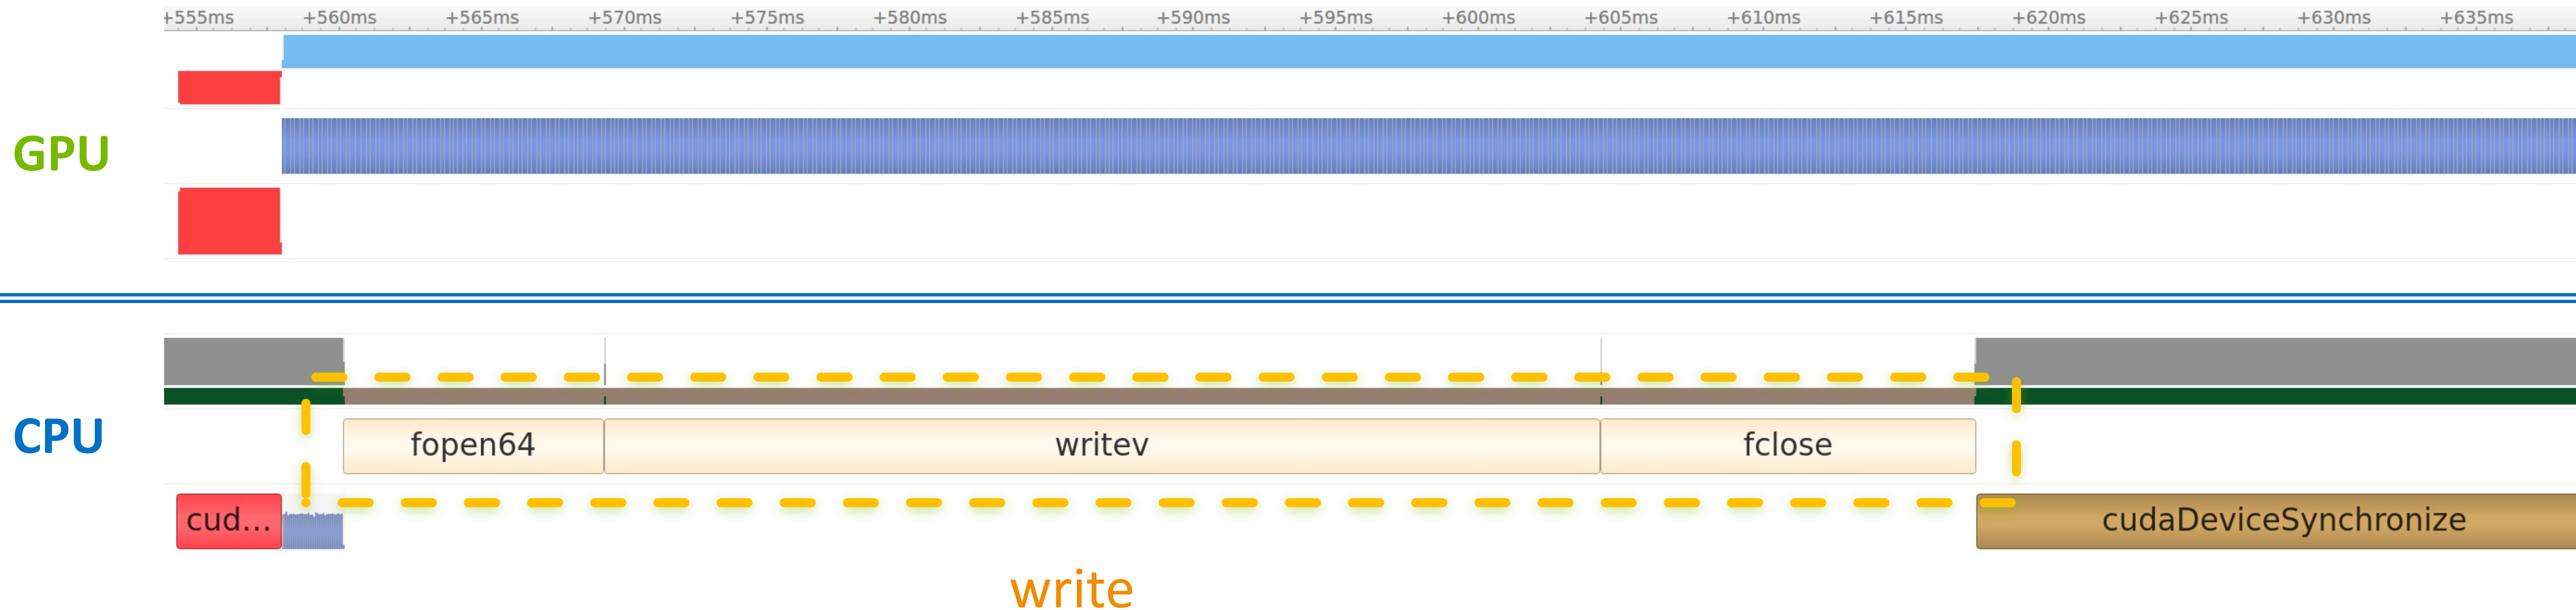 +555ms +560ms +565ms +570ms +575ms +580ms +585ms +590ms +595ms +600ms +605ms +610ms +615ms +620ms +625ms +630ms +635ms
GPU
CPU
fopen64 writev fclose
cud... cudaDeviceSynchronize
write